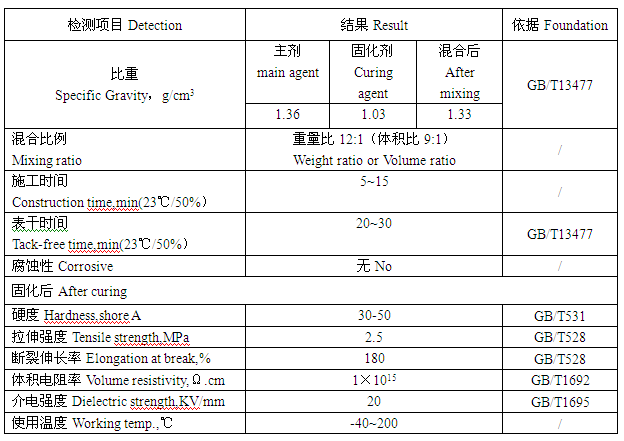 检测项目 Detection 结果 Result 依据 Foundation
比重
Specific Gravity，g/cm³
主剂
main agent
固化剂
Curing
agent
混合后
After
mixing
GB/T13477
1.36 1.03 1.33
混合比例
Mixing ratio
重量比 12:1（体积比 9:1）
Weight ratio or Volume ratio
/
施工时间
Construction time,min(23℃/50%）
5~15
/
表干时间
Tack-free time,min(23℃/50%）
20~30
GB/T13477
腐蚀性 Corrosive 无 No /
固化后 After curing
硬度 Hardness,shore A 30-50 GB/T531
拉伸强度 Tensile strength,MPa 2.5 GB/T528
断裂伸长率 Elongation at break,% 180 GB/T528
体积电阻率 Volume resistivity,Ω.cm 1×10¹⁵ GB/T1692
介电强度 Dielectric strength,KV/mm 20 GB/T1695
使用温度 Working temp.,℃ -40~200 /